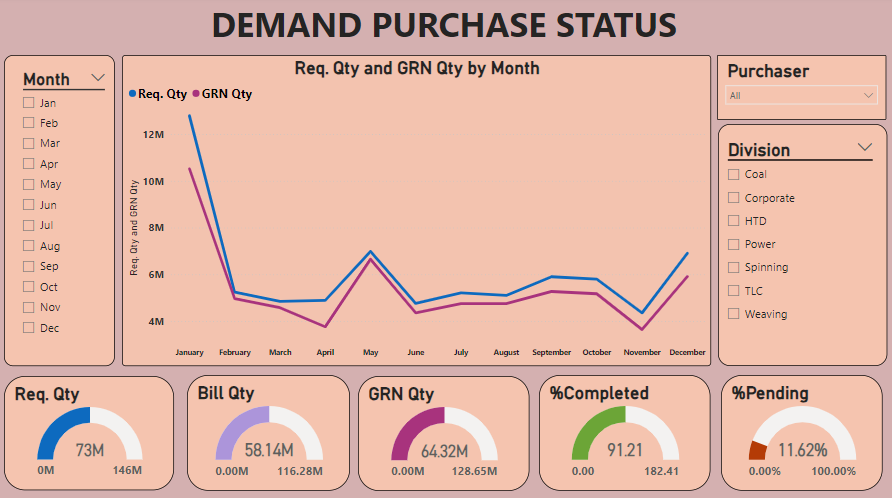 DEMAND PURCHASE STATUS
Month
Jan
Feb
Mar
Apr
May
Jun
Jul
Aug
Sep
Oct
Nov
Dec
Req. Qty and GRN Qty by Month
Req. Qty GRN Qty
Req. Qty and GRN Qty
12M
10M
8M
6M
4M
January February March April May June July August September October November December
Purchaser
All
Division
Coal
Corporate
HTD
Power
Spinning
TLC
Weaving
Req. Qty
73M
0M 146M
Bill Qty
58.14M
0.00M 116.28M
GRN Qty
64.32M
0.00M 128.65M
%Completed
91.21
0.00 182.41
%Pending
11.62%
0.00% 100.00%